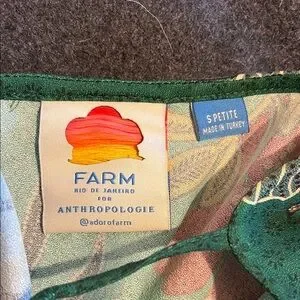 FARM
RIO DE JANEIRO
FOR
ANTHROPOLOGIE
@adorofarm
S PETITE
MADE IN TURKEY